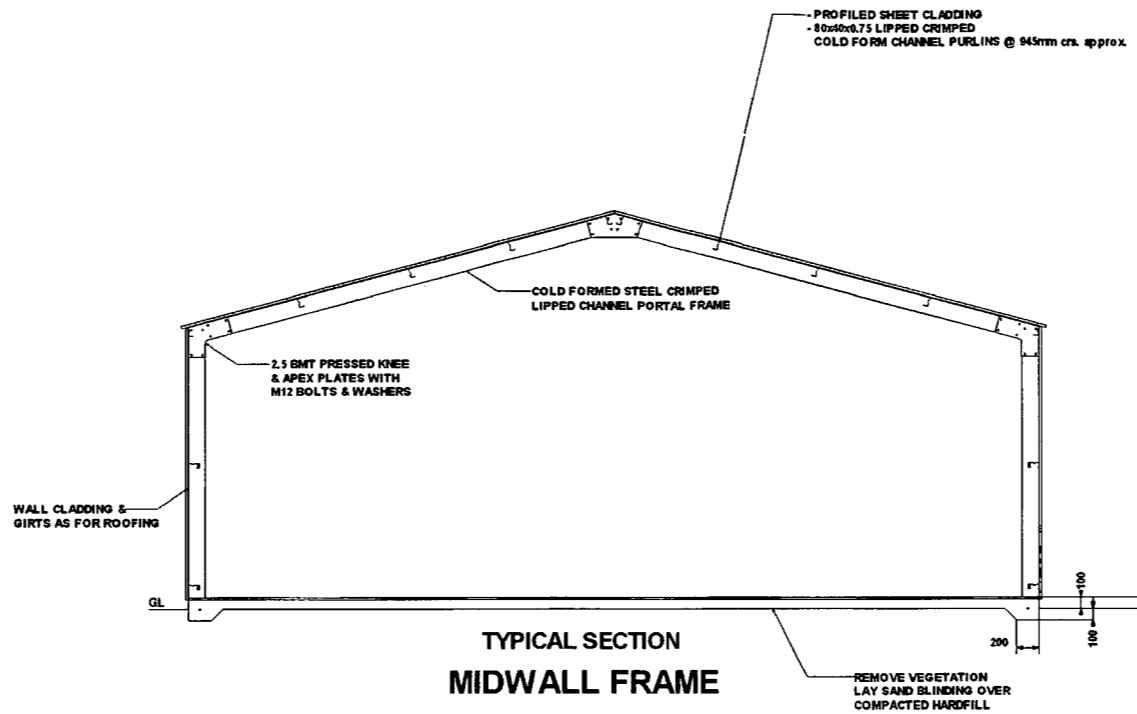 - PROFILED SHEET CLADDING
- 80x40x0.75 LIPPED CRIMPED
COLD FORM CHANNEL PURLINS @ 945mm crs. approx.
COLD FORMED STEEL CRIMPED
LIPPED CHANNEL PORTAL FRAME
2.5 BMT PRESSED KNEE
& APEX PLATES WITH
M12 BOLTS & WASHERS
WALL CLADDING &
GIRTS AS FOR ROOFING
GL
100
100
200
TYPICAL SECTION
MIDWALL FRAME
REMOVE VEGETATION
LAY SAND BLINDING OVER
COMPACTED HARDFILL